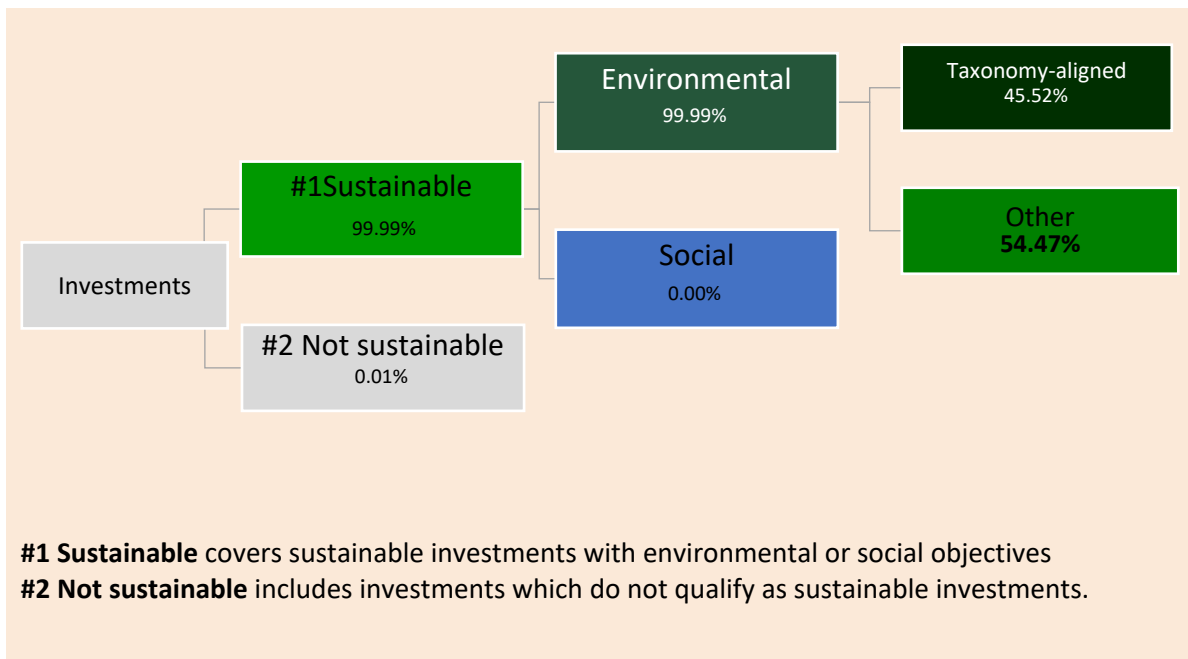 Investments
#1Sustainable
99.99%
#2 Not sustainable
0.01%
Environmental
99.99%
Social
0.00%
Taxonomy-aligned
45.52%
Other
54.47%
#1 Sustainable covers sustainable investments with environmental or social objectives
#2 Not sustainable includes investments which do not qualify as sustainable investments.